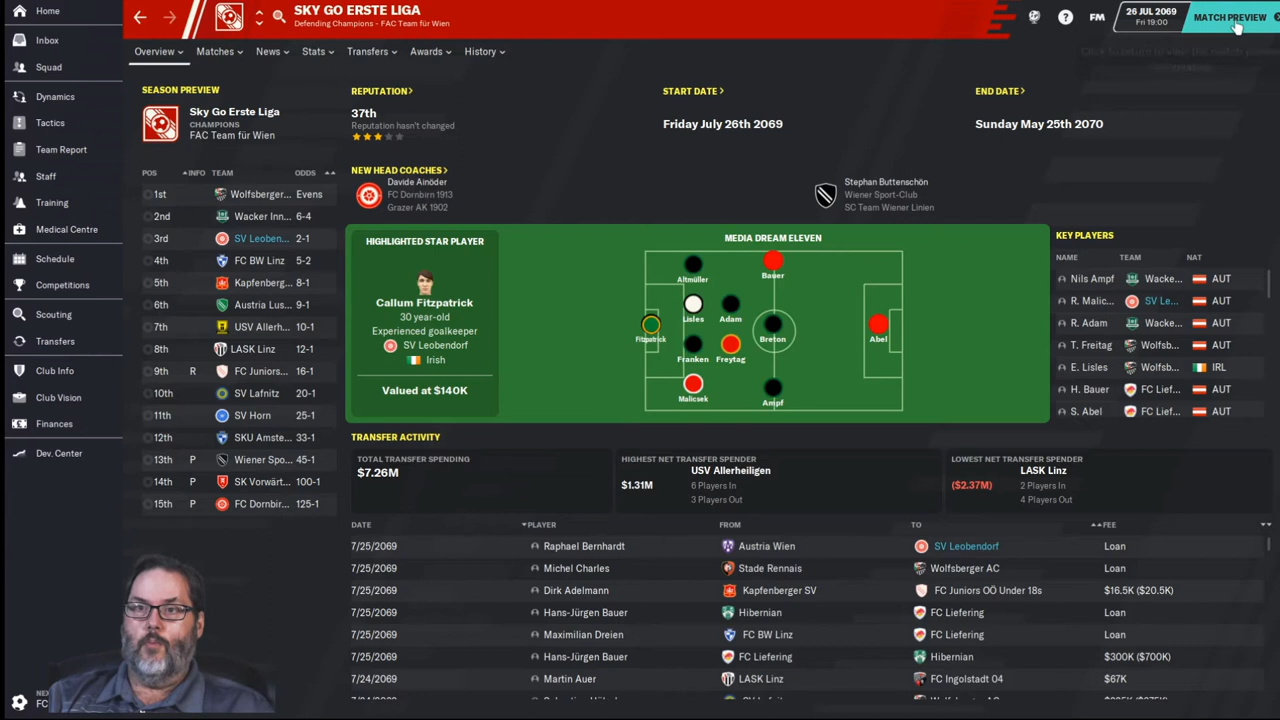 Home
Inbox
Squad
Dynamics
Tactics
Team Report
Staff
Training
Medical Centre
Schedule
Competitions
Scouting
Transfers
Club Info
Club Vision
Finances
Dev. Center
SKY GO ERSTE LIGA
Defending Champions - FAC Team für Wien
FM
26 JUL 2069
Fri 19:00
MATCH PREVIEW
Overview
Matches
News
Stats
Transfers
Awards
History
SEASON PREVIEW
Sky Go Erste Liga
CHAMPIONS
FAC Team für Wien
POS INFO TEAM ODDS
1st Wolfsberger... Evens
2nd Wacker Inn... 6-4
3rd SV Leoben... 2-1
4th FC BW Linz 5-2
5th Kapfenberg... 8-1
6th Austria Lus... 9-1
7th USV Allerh... 10-1
8th LASK Linz 12-1
9th R FC Juniors... 16-1
10th SV Lafnitz 20-1
11th SV Horn 25-1
12th SKU Amste... 33-1
13th P Wiener Spo... 45-1
14th P SK Vorwärt... 100-1
15th P FC Dornbir... 125-1
REPUTATION
37th
Reputation hasn't changed
START DATE
Friday July 26th 2069
END DATE
Sunday May 25th 2070
NEW HEAD COACHES
Davide Ainöder
FC Dornbirn 1913
Grazer AK 1902
Stephan Buttenschön
Wiener Sport-Club
SC Team Wiener Linien
HIGHLIGHTED STAR PLAYER
Callum Fitzpatrick
30 year-old
Experienced goalkeeper
SV Leobendorf
Irish
Valued at $140K
MEDIA DREAM ELEVEN
Altmüller
Bauer
Lisles
Adam
Fitzpatrick
Breton
Abel
Franken
Freytag
Malicsek
Ampf
KEY PLAYERS
NAME TEAM NAT
Nils Ampf Wacke... AUT
R. Malic... SV Le... AUT
R. Adam Wacke... AUT
T. Freitag Wolfsb... AUT
E. Lisles Wolfsb... IRL
H. Bauer FC Lief... AUT
S. Abel FC Lief... AUT
TRANSFER ACTIVITY
TOTAL TRANSFER SPENDING
$7.26M
HIGHEST NET TRANSFER SPENDER
USV Allerheiligen
$1.31M
6 Players In
3 Players Out
LOWEST NET TRANSFER SPENDER
LASK Linz
($2.37M)
2 Players In
4 Players Out
DATE PLAYER FROM TO FEE
7/25/2069 Raphael Bernhardt Austria Wien SV Leobendorf Loan
7/25/2069 Michel Charles Stade Rennais Wolfsberger AC Loan
7/25/2069 Dirk Adelmann Kapfenberger SV FC Juniors OÖ Under 18s $16.5K ($20.5K)
7/25/2069 Hans-Jürgen Bauer Hibernian FC Liefering Loan
7/25/2069 Maximilian Dreien FC BW Linz FC Liefering Loan
7/25/2069 Hans-Jürgen Bauer FC Liefering Hibernian $300K ($700K)
7/24/2069 Martin Auer LASK Linz FC Ingolstadt 04 $67K